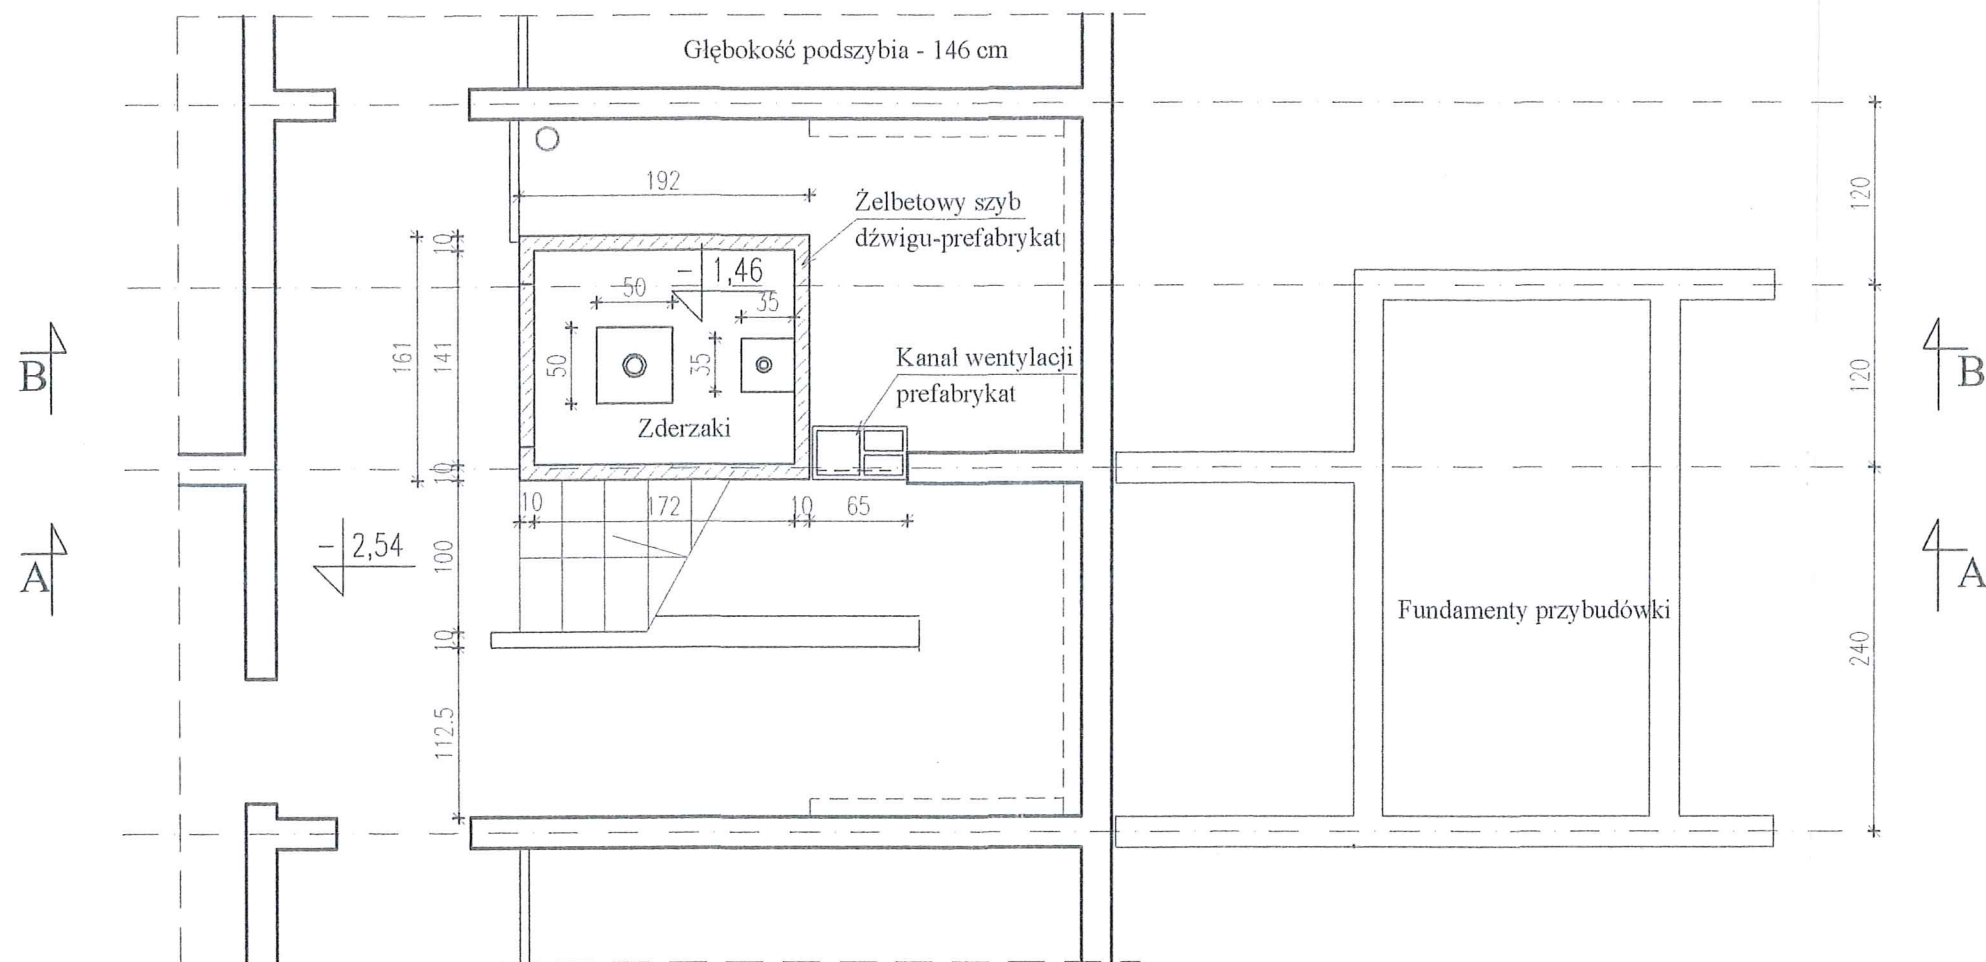 Głębokość podszybia - 146 cm
192
Żelbetowy szyb
dźwigu-prefabrykat
120
10
- 1,46
50
35
161
141
50
35
Kanał wentylacji
prefabrykat
120
B
B
Zderzaki
10
10
172
10
65
- 2,54
100
A
A
Fundamenty przybudówki
10
240
112.5